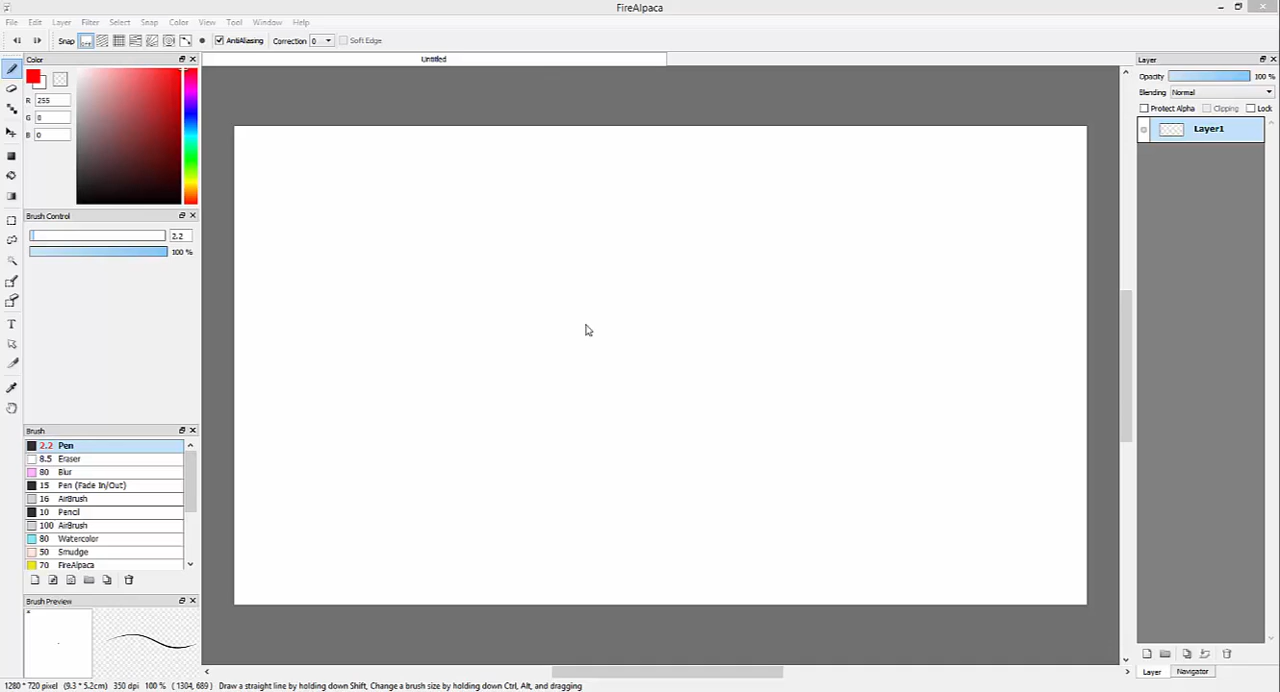 FireAlpaca
File Edit Layer Filter Select Snap Color View Tool Window Help
Snap AntiAliasing Correction 0 Soft Edge
Color
Untitled
Layer
R 255
G 0
B 0
Opacity 100 %
Blending Normal
Protect Alpha Clipping Lock
Layer1
Brush Control
2.2
100 %
Brush
2.2 Pen
8.5 Eraser
80 Blur
15 Pen (Fade In/Out)
16 AirBrush
10 Pencil
100 AirBrush
80 Watercolor
50 Smudge
70 FireAlpaca
Brush Preview
Layer Navigator
1280 * 720 pixel (9.3 * 5.2cm) 350 dpi 100 % ( 1304, 689 ) Draw a straight line by holding down Shift, Change a brush size by holding down Ctrl, Alt, and dragging